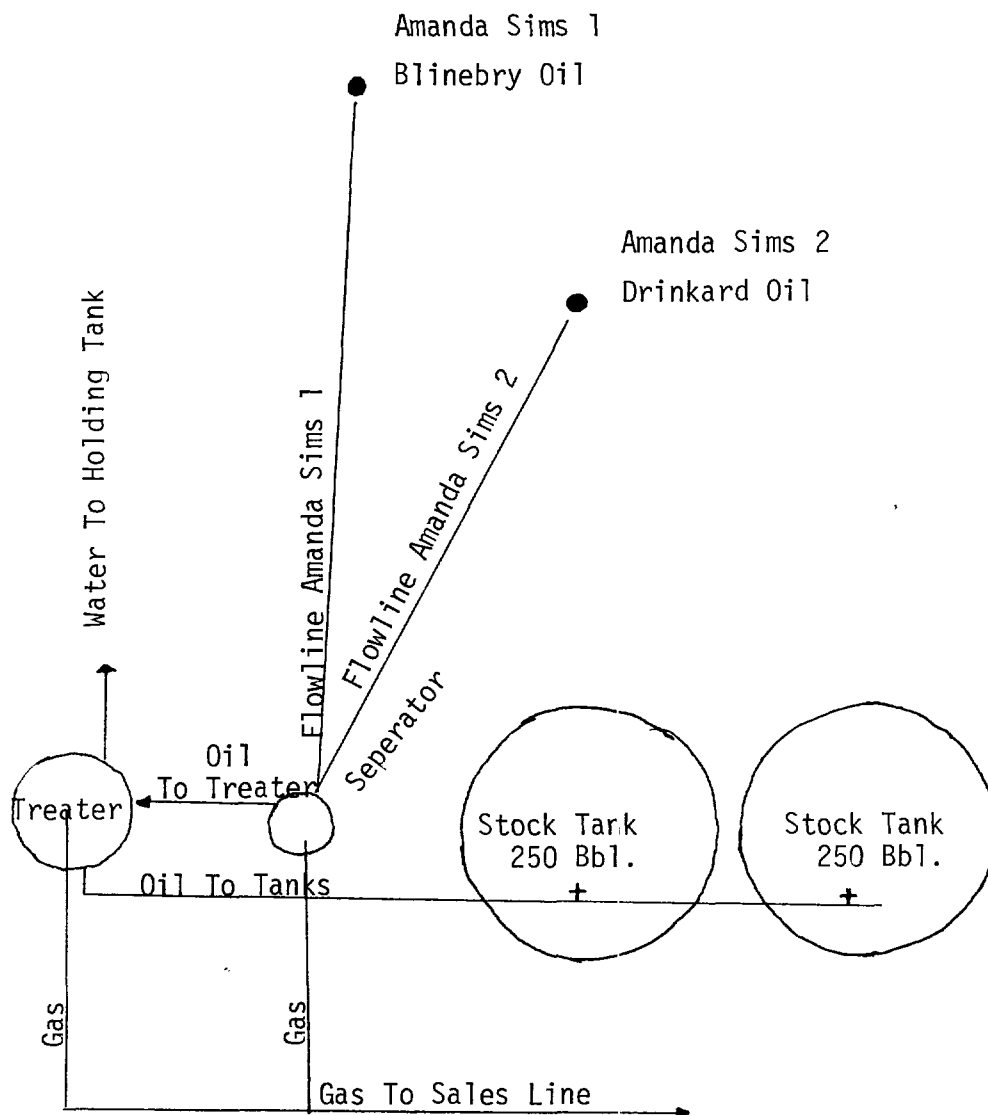 Amanda Sims 1
Blinebry Oil
Amanda Sims 2
Drinkard Oil
Water To Holding Tank
Flowline Amanda Sims 1
Flowline Amanda Sims 2
Seperator
Oil
To Treater
Treater
Stock Tank
250 Bbl.
Stock Tank
250 Bbl.
Oil To Tanks
Gas
Gas
Gas To Sales Line